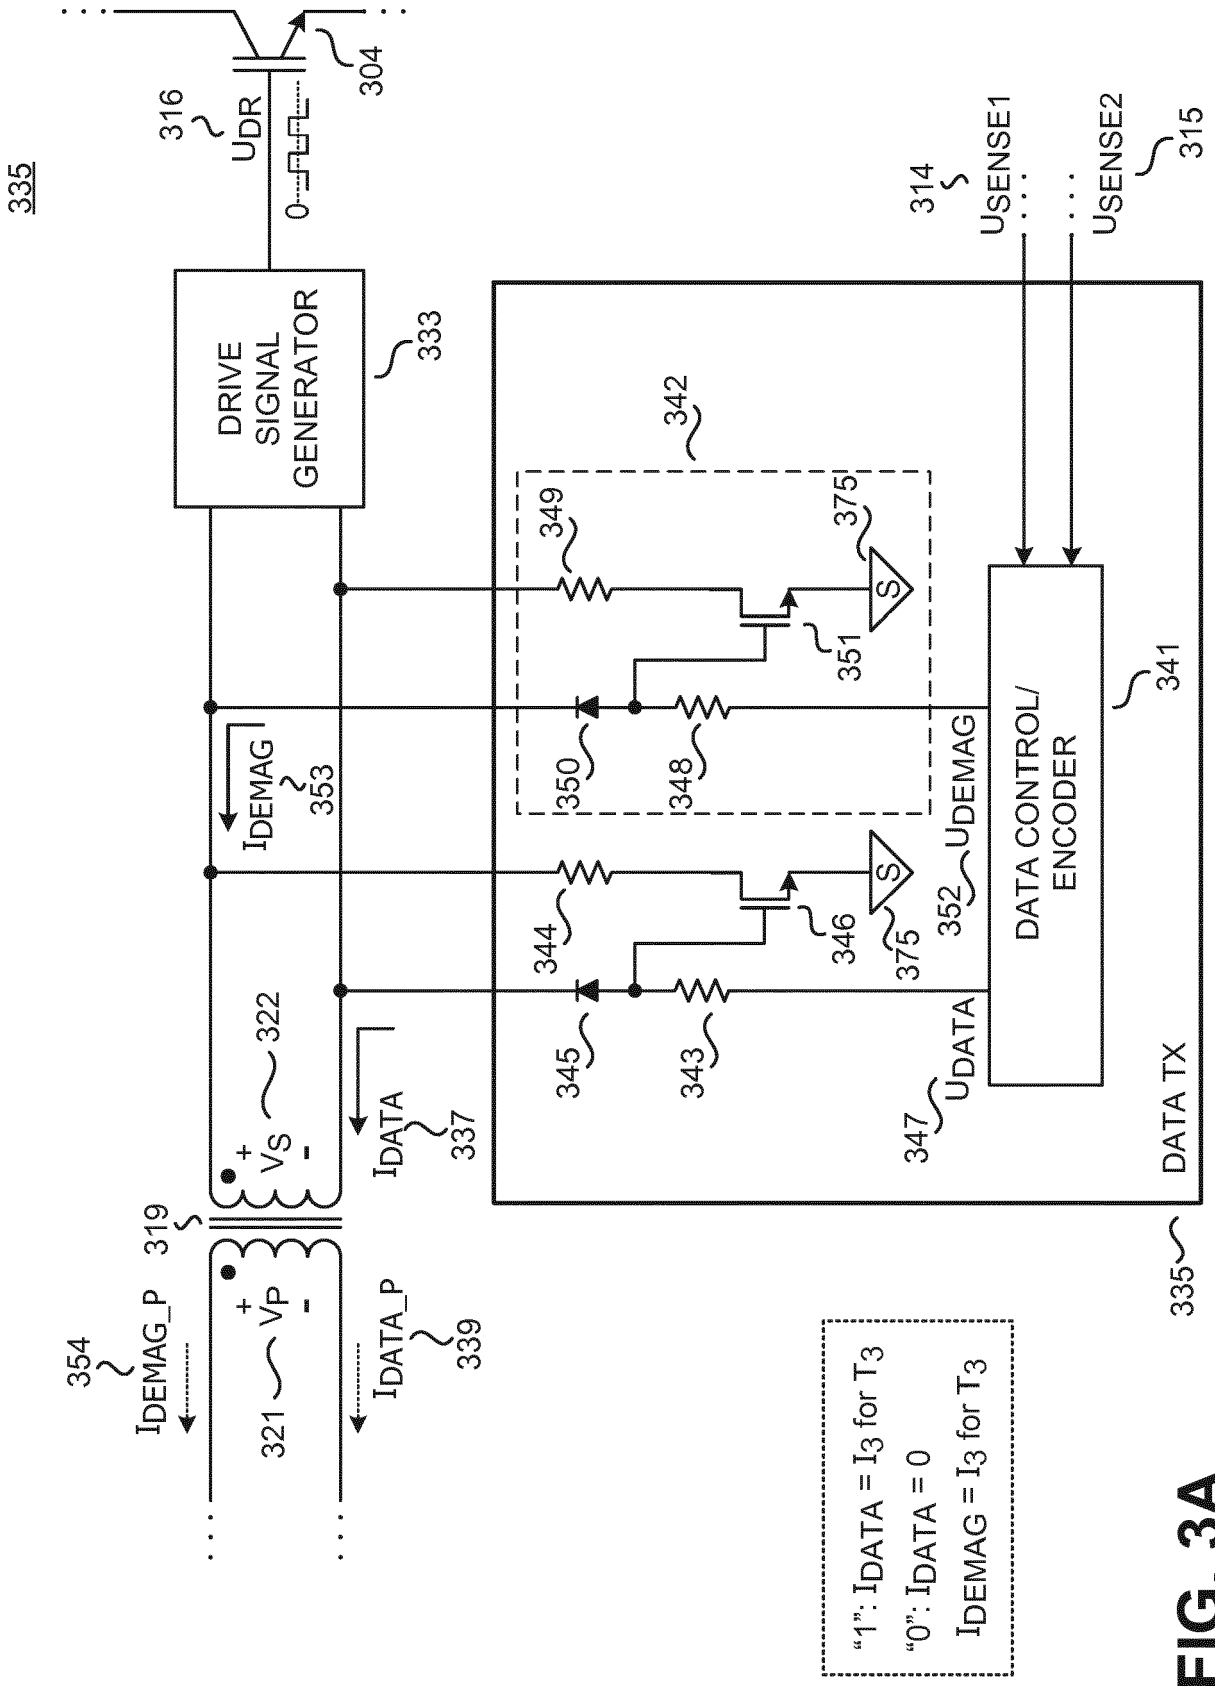 335
304
316
UDR
0
DRIVE
SIGNAL
GENERATOR
333
314
USENSE1
USENSE2
315
342
349
375
S
351
350
348
IDEMAG
353
344
346
S
375
345
343
UDEMAG
352
UDATA
347
DATA CONTROL/
ENCODER
341
DATA TX
335
322
+
VS
-
IDATA
337
319
+
VP
-
321
IDEMAG_P
354
IDATA_P
339
“1”: IDATA = I3 for T3
“0”: IDATA = 0
IDEMAG = I3 for T3
FIG. 3A